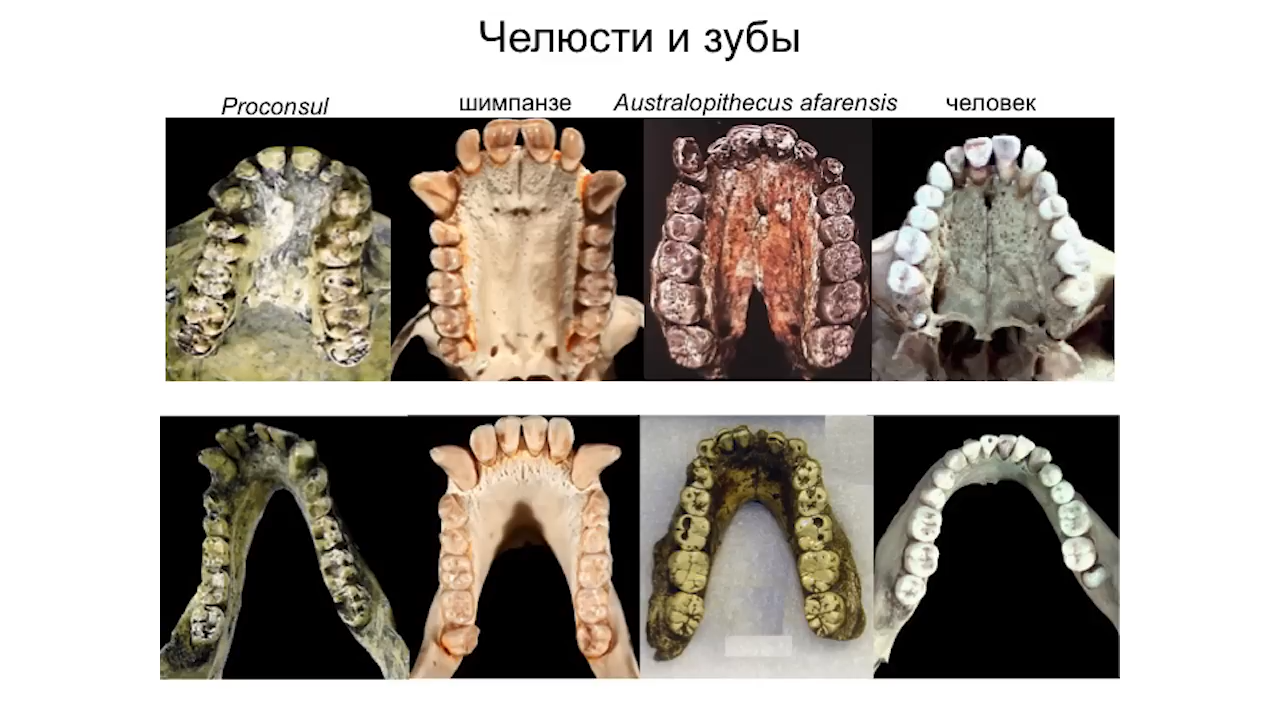 Челюсти и зубы
Proconsul шимпанзе Australopithecus afarensis человек